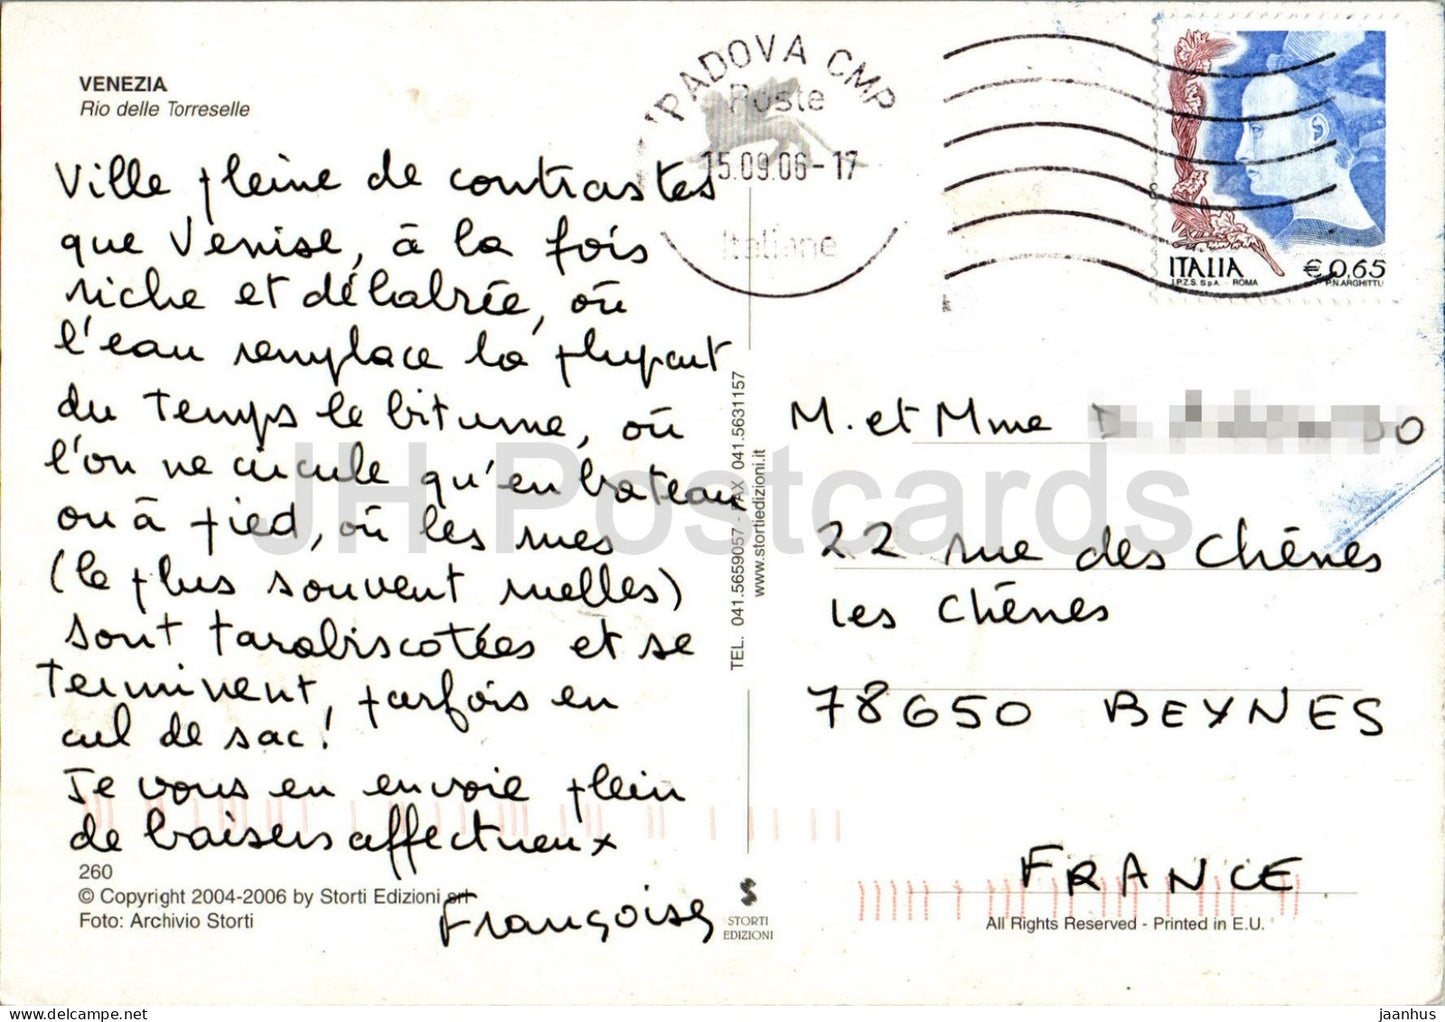 VENEZIA
Rio delle Torreselle
Ville pleine de contrastes
que Venise, à la fois
riche et délabrée, où
l'eau remplace la plupart
du temps le bitume, où
l'on ne circule qu'en bateau
ou à pied, où les rues
(le plus souvent ruelles)
sont tarabiscotées et se
terminent, parfois en
cul de sac!
Je vous en envoie plein
de baisers affectueux
Françoise
260
© Copyright 2004-2006 by Storti Edizioni srl
Foto: Archivio Storti
TEL. 041.5659057 - FAX 041.5631157
www.stortiedizioni.it
STORTI
EDIZIONI
PADOVA CMP
Poste
15.09.06-17
Italiane
ITALIA
€ 0,65
I.P.Z.S. S.p.A. - ROMA
P.N. ARGHITTU
M. et Mme
22 rue des Chênes
les Chênes
78650 BEYNES
FRANCE
All Rights Reserved - Printed in E.U.
JH Postcards
jaanhus